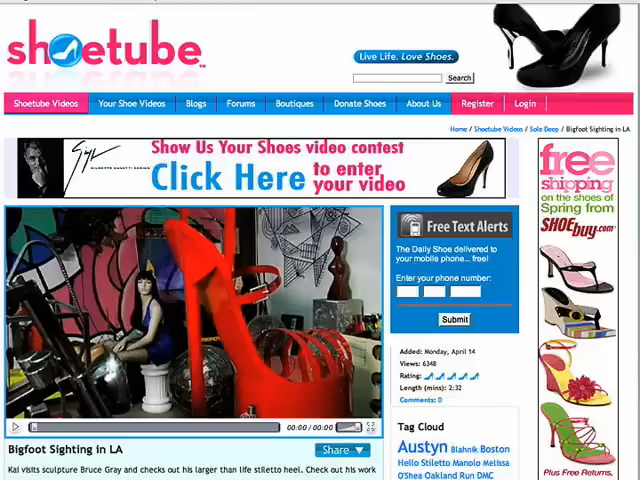 shoetube™
Live Life. Love Shoes.
Search
Shoetube Videos
Your Shoe Videos
Blogs
Forums
Boutiques
Donate Shoes
About Us
Register
Login
Home / Shoetube Videos / Sole Deep / Bigfoot Sighting in LA
GIUSEPPE ZANOTTI DESIGN
Show Us Your Shoes video contest
Click Here to enter
your video
free
shipping
on the shoes of
Spring from
SHOEbuy.com
Free Text Alerts
The Daily Shoe delivered to
your mobile phone... free!
Enter your phone number:
Submit
Added: Monday, April 14
Views: 6348
Rating:
Length (mins): 2:32
Comments: 0
00:00 / 00:00
Tag Cloud
Austyn Blahnik Boston
Hello Stiletto Manolo Melissa
O'Shea Oakland Run DMC
Bigfoot Sighting in LA
Share
Kai visits sculpture Bruce Gray and checks out his larger than life stiletto heel. Check out his work
Plus Free Returns,